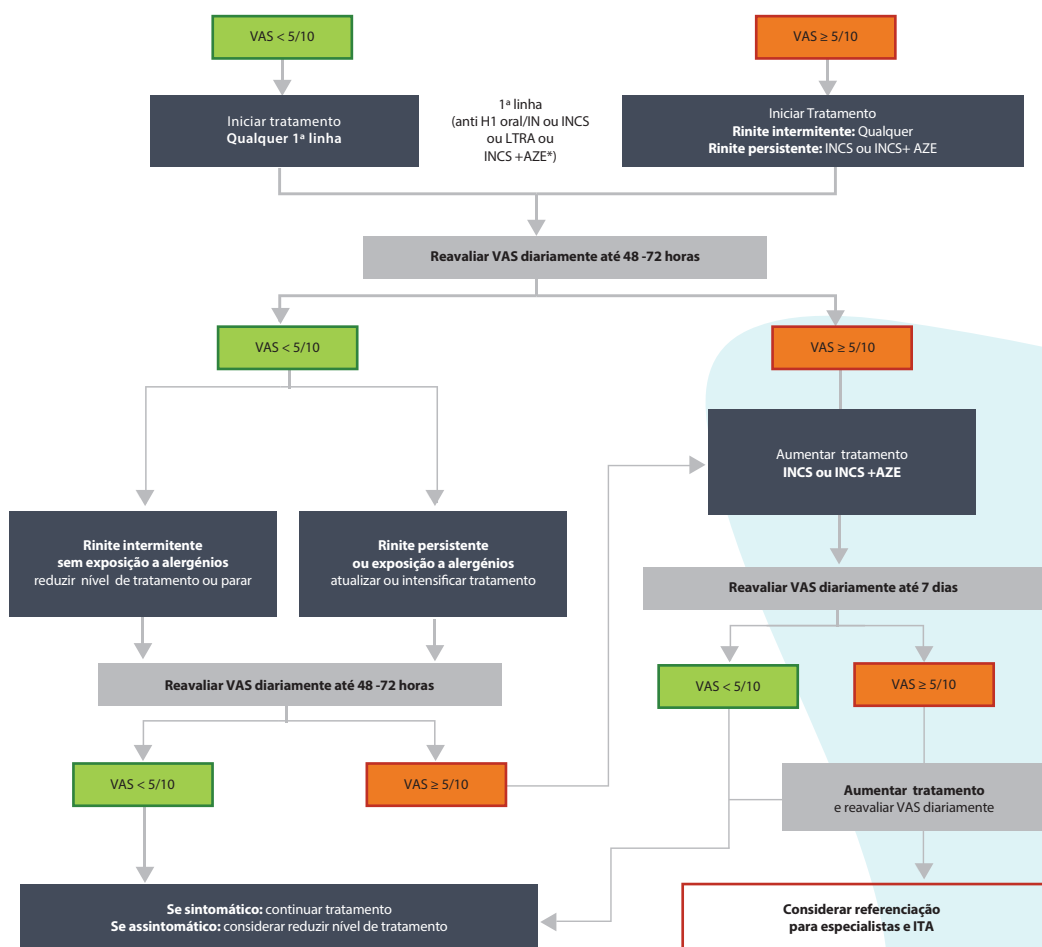 VAS < 5/10
VAS ≥ 5/10
Iniciar tratamento
Qualquer 1ª linha
1ª linha
(anti H1 oral/IN ou INCS
ou LTRA ou
INCS +AZE*)
Iniciar Tratamento
Rinite intermitente: Qualquer
Rinite persistente: INCS ou INCS+ AZE
Reavaliar VAS diariamente até 48 -72 horas
VAS < 5/10
VAS ≥ 5/10
Aumentar tratamento
INCS ou INCS +AZE
Rinite intermitente
sem exposição a alergénios
reduzir nível de tratamento ou parar
Rinite persistente
ou exposição a alergénios
atualizar ou intensificar tratamento
Reavaliar VAS diariamente até 7 dias
Reavaliar VAS diariamente até 48 -72 horas
VAS < 5/10
VAS ≥ 5/10
VAS < 5/10
VAS ≥ 5/10
Aumentar tratamento
e reavaliar VAS diariamente
Se sintomático: continuar tratamento
Se assintomático: considerar reduzir nível de tratamento
Considerar referenciação
para especialistas e ITA